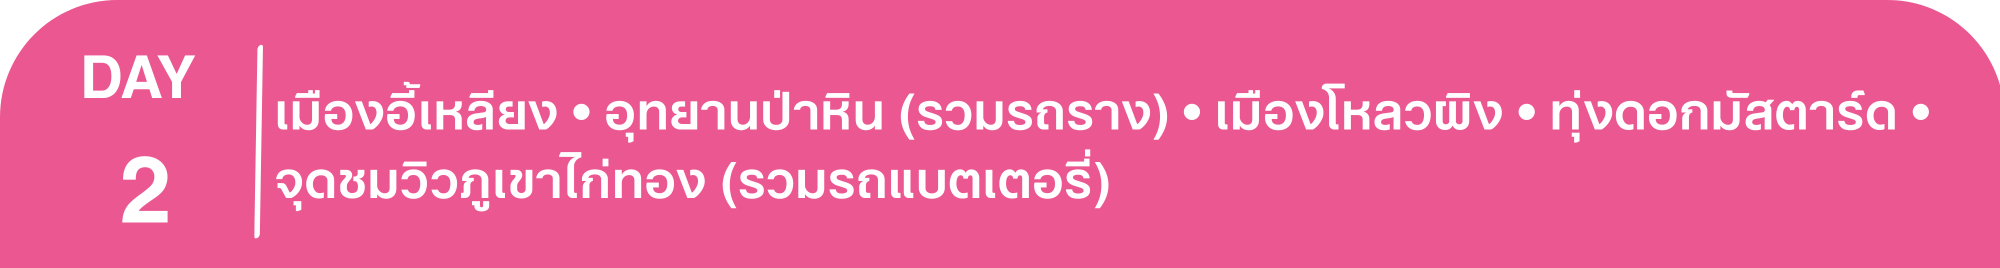 DAY
2
เมืองอี้เหลียง • อุทยานป่าหิน (รวมรถราง) • เมืองโหลวผิง • ทุ่งดอกมัสตาร์ด •
จุดชมวิวภูเขาไก่ทอง (รวมรถแบตเตอรี่)